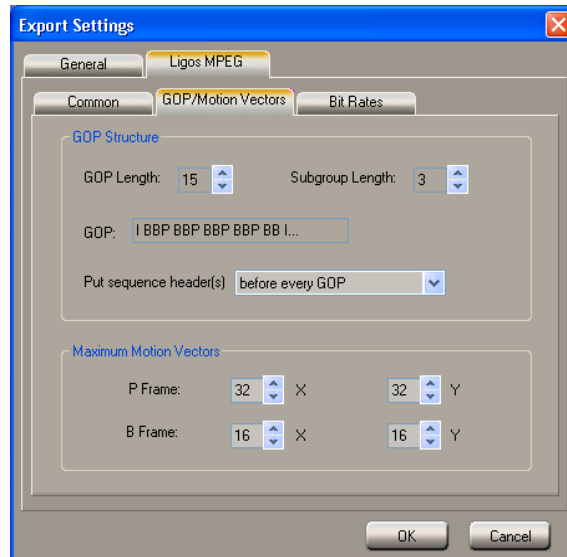 Export Settings
General Ligos MPEG
Common GOP/Motion Vectors Bit Rates
GOP Structure
GOP Length: 15 Subgroup Length: 3
GOP: I BBP BBP BBP BBP BB I...
Put sequence header(s) before every GOP
Maximum Motion Vectors
P Frame: 32 X 32 Y
B Frame: 16 X 16 Y
OK Cancel